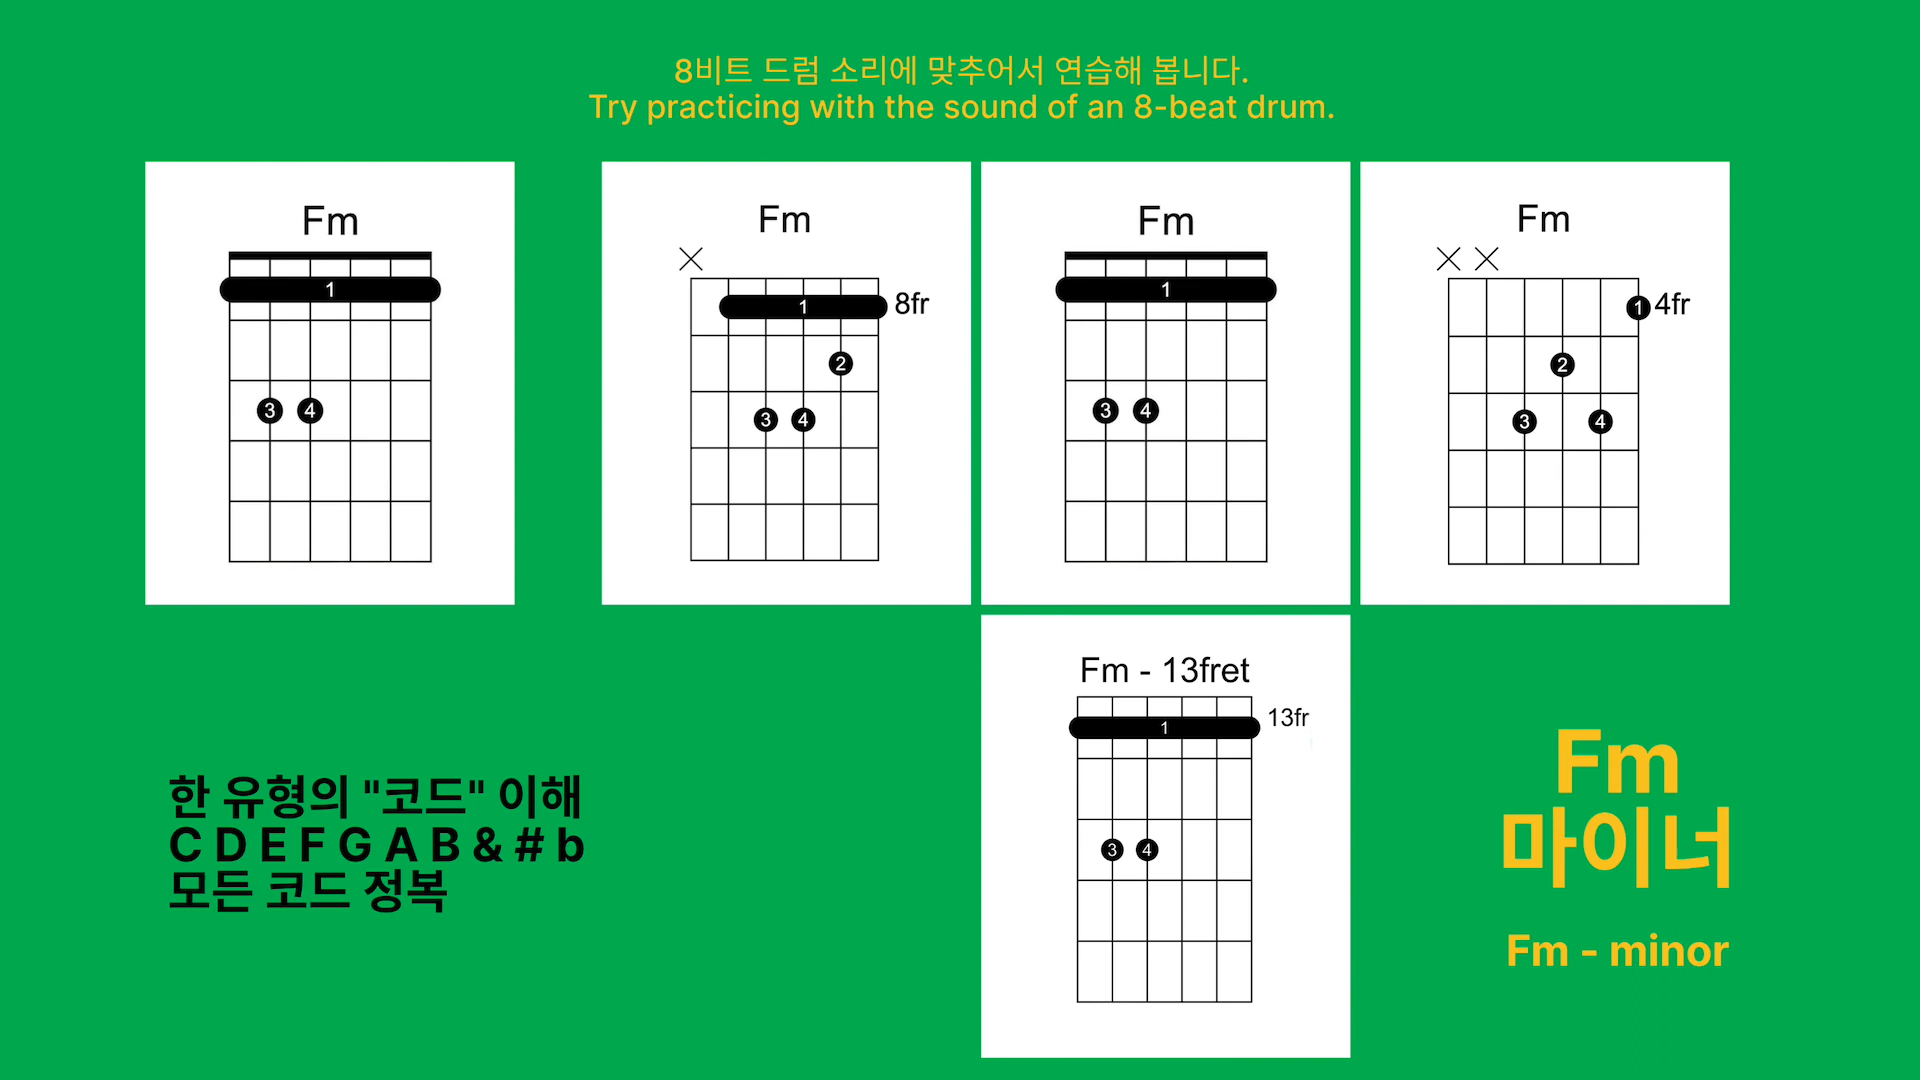 8비트 드럼 소리에 맞추어서 연습해 봅니다.
Try practicing with the sound of an 8-beat drum.
Fm
1
3 4
Fm
1 8fr
2
3 4
Fm
1
3 4
Fm
1 4fr
2
3 4
Fm - 13fret
1 13fr
3 4
한 유형의 "코드" 이해
C D E F G A B & # b
모든 코드 정복
Fm
마이너
Fm - minor